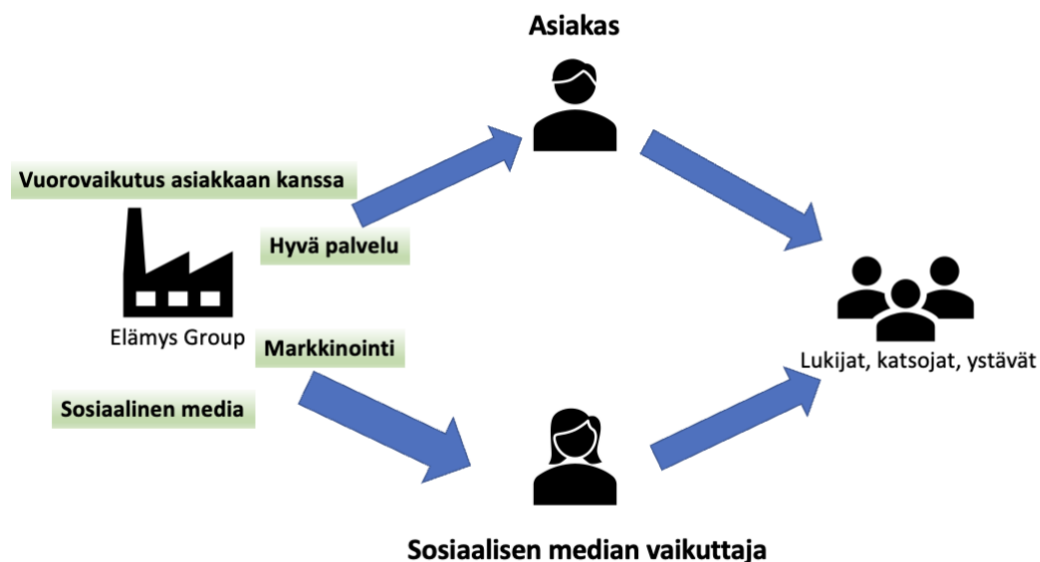 Asiakas
Vuorovaikutus asiakkaan kanssa
Hyvä palvelu
Elämys Group
Markkinointi
Lukijat, katsojat, ystävät
Sosiaalinen media
Sosiaalisen median vaikuttaja